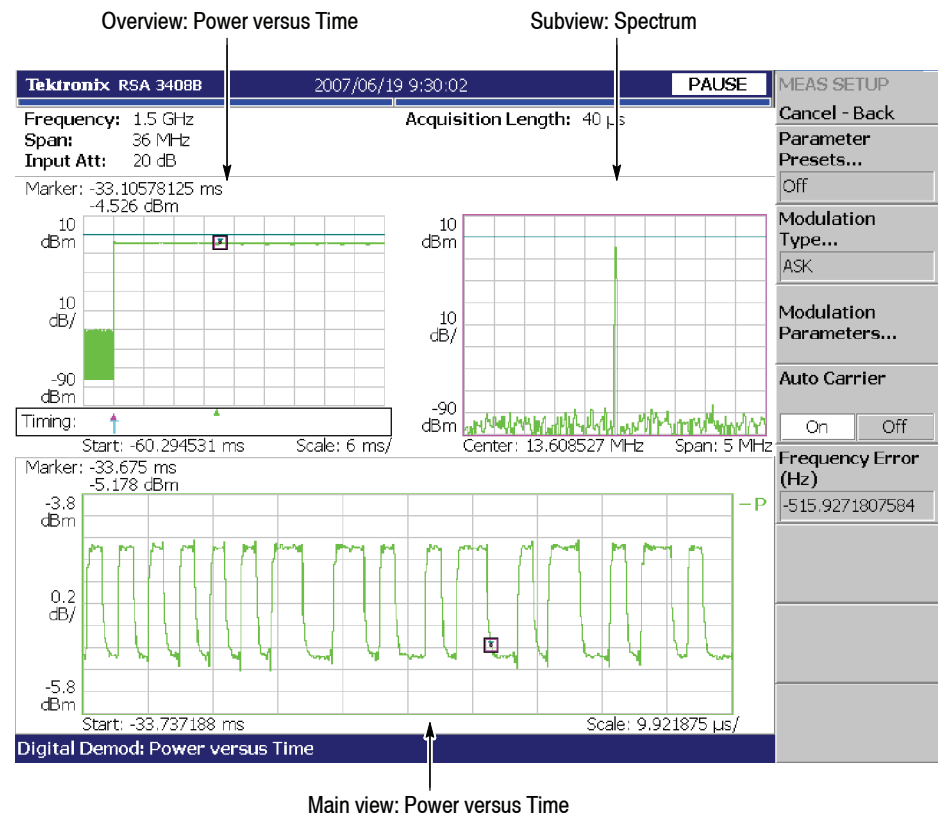 Overview: Power versus Time
Subview: Spectrum
Tektronix RSA 3408B
2007/06/19 9:30:02
PAUSE
Frequency: 1.5 GHz
Acquisition Length: 40 µs
Span: 36 MHz
Input Att: 20 dB
Marker: -33.10578125 ms
-4.526 dBm
10
dBm
10
dB/
-90
dBm
Timing:
Start: -60.294531 ms
Scale: 6 ms/
10
dBm
10
dB/
-90
dBm
Center: 13.608527 MHz
Span: 5 MHz
Marker: -33.675 ms
-5.178 dBm
-3.8
dBm
0.2
dB/
-5.8
dBm
P
Start: -33.737188 ms
Scale: 9.921875 µs/
Digital Demod: Power versus Time
MEAS SETUP
Cancel - Back
Parameter
Presets...
Off
Modulation
Type...
ASK
Modulation
Parameters...
Auto Carrier
On
Off
Frequency Error
(Hz)
-515.9271807584
Main view: Power versus Time